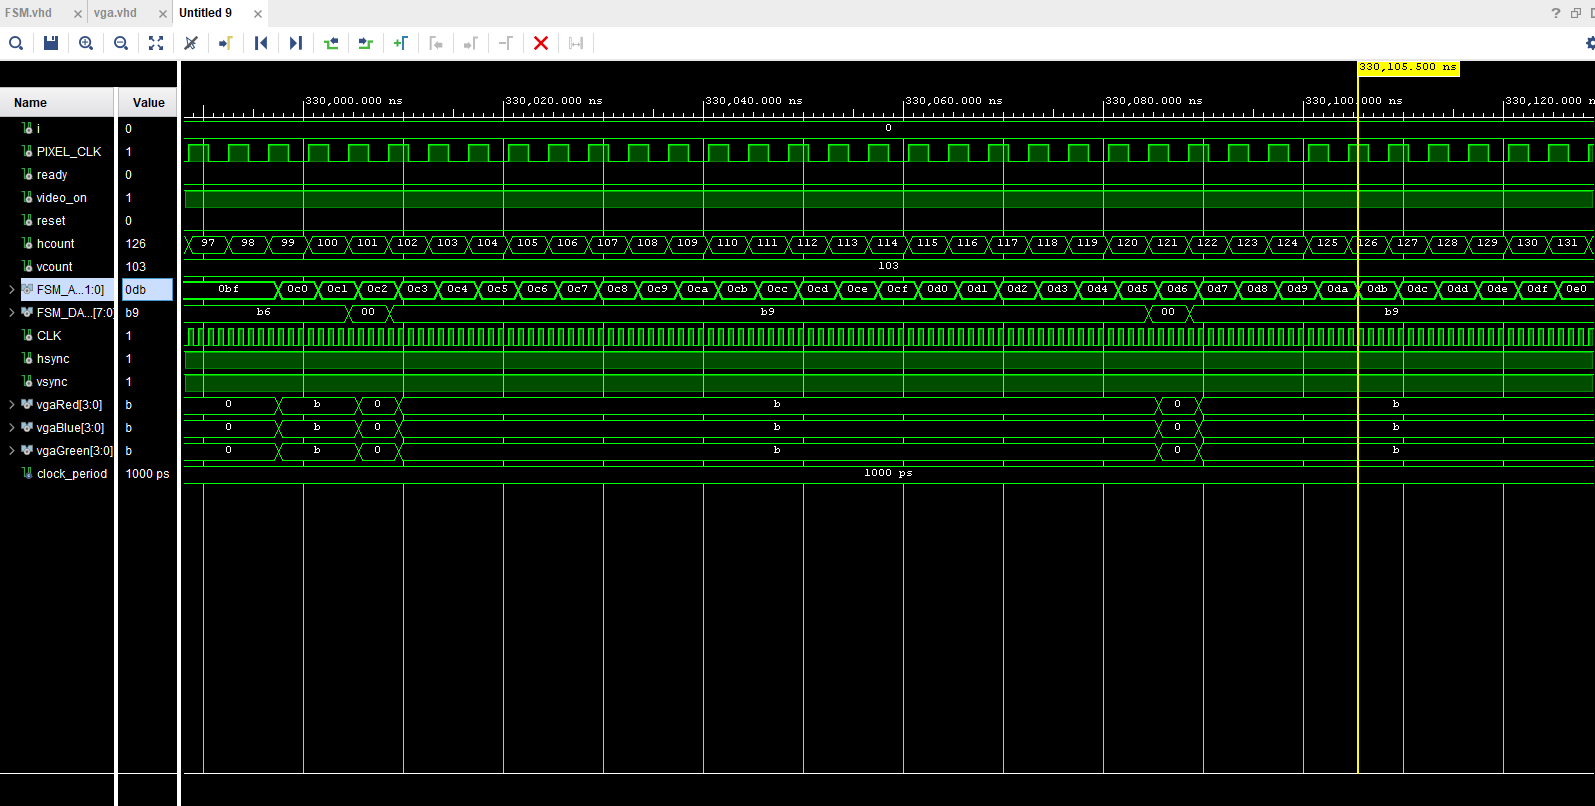 FSM.vhd × vga.vhd × Untitled 9 ×
?
330,105.500 ns
Name Value
330,000.000 ns 330,020.000 ns 330,040.000 ns 330,060.000 ns 330,080.000 ns 330,100.000 ns 330,120.000
i 0 0
PIXEL_CLK 1
ready 0
video_on 1
reset 0
hcount 126 97 98 99 100 101 102 103 104 105 106 107 108 109 110 111 112 113 114 115 116 117 118 119 120 121 122 123 124 125 126 127 128 129 130 131
vcount 103 103
FSM_A...1:0] 0db 0bf 0c0 0c1 0c2 0c3 0c4 0c5 0c6 0c7 0c8 0c9 0ca 0cb 0cc 0cd 0ce 0cf 0d0 0d1 0d2 0d3 0d4 0d5 0d6 0d7 0d8 0d9 0da 0db 0dc 0dd 0de 0df 0e0
FSM_DA...[7:0] b9 b6 00 b9 00 b9
CLK 1
hsync 1
vsync 1
vgaRed[3:0] b 0 b 0 b 0 b
vgaBlue[3:0] b 0 b 0 b 0 b
vgaGreen[3:0] b 0 b 0 b 0 b
clock_period 1000 ps 1000 ps